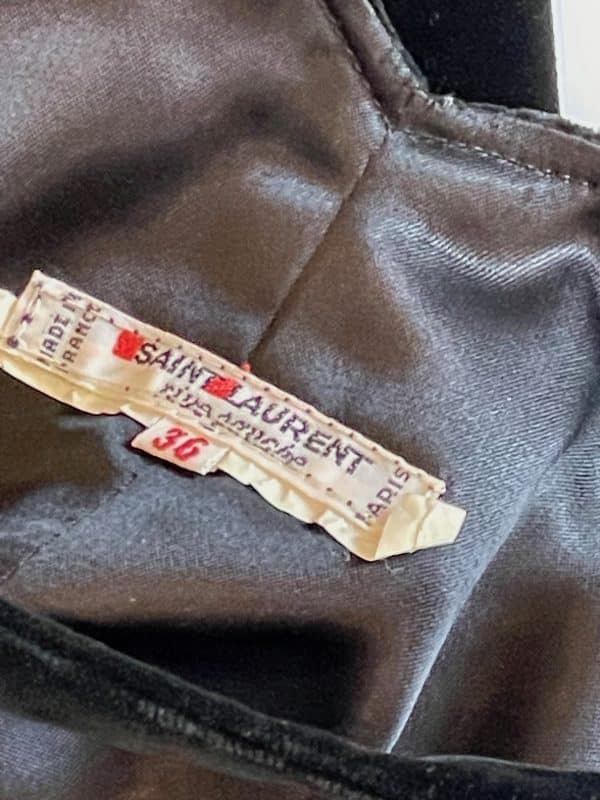 MADE IN
FRANCE
SAINT LAURENT
rive gauche
PARIS
36